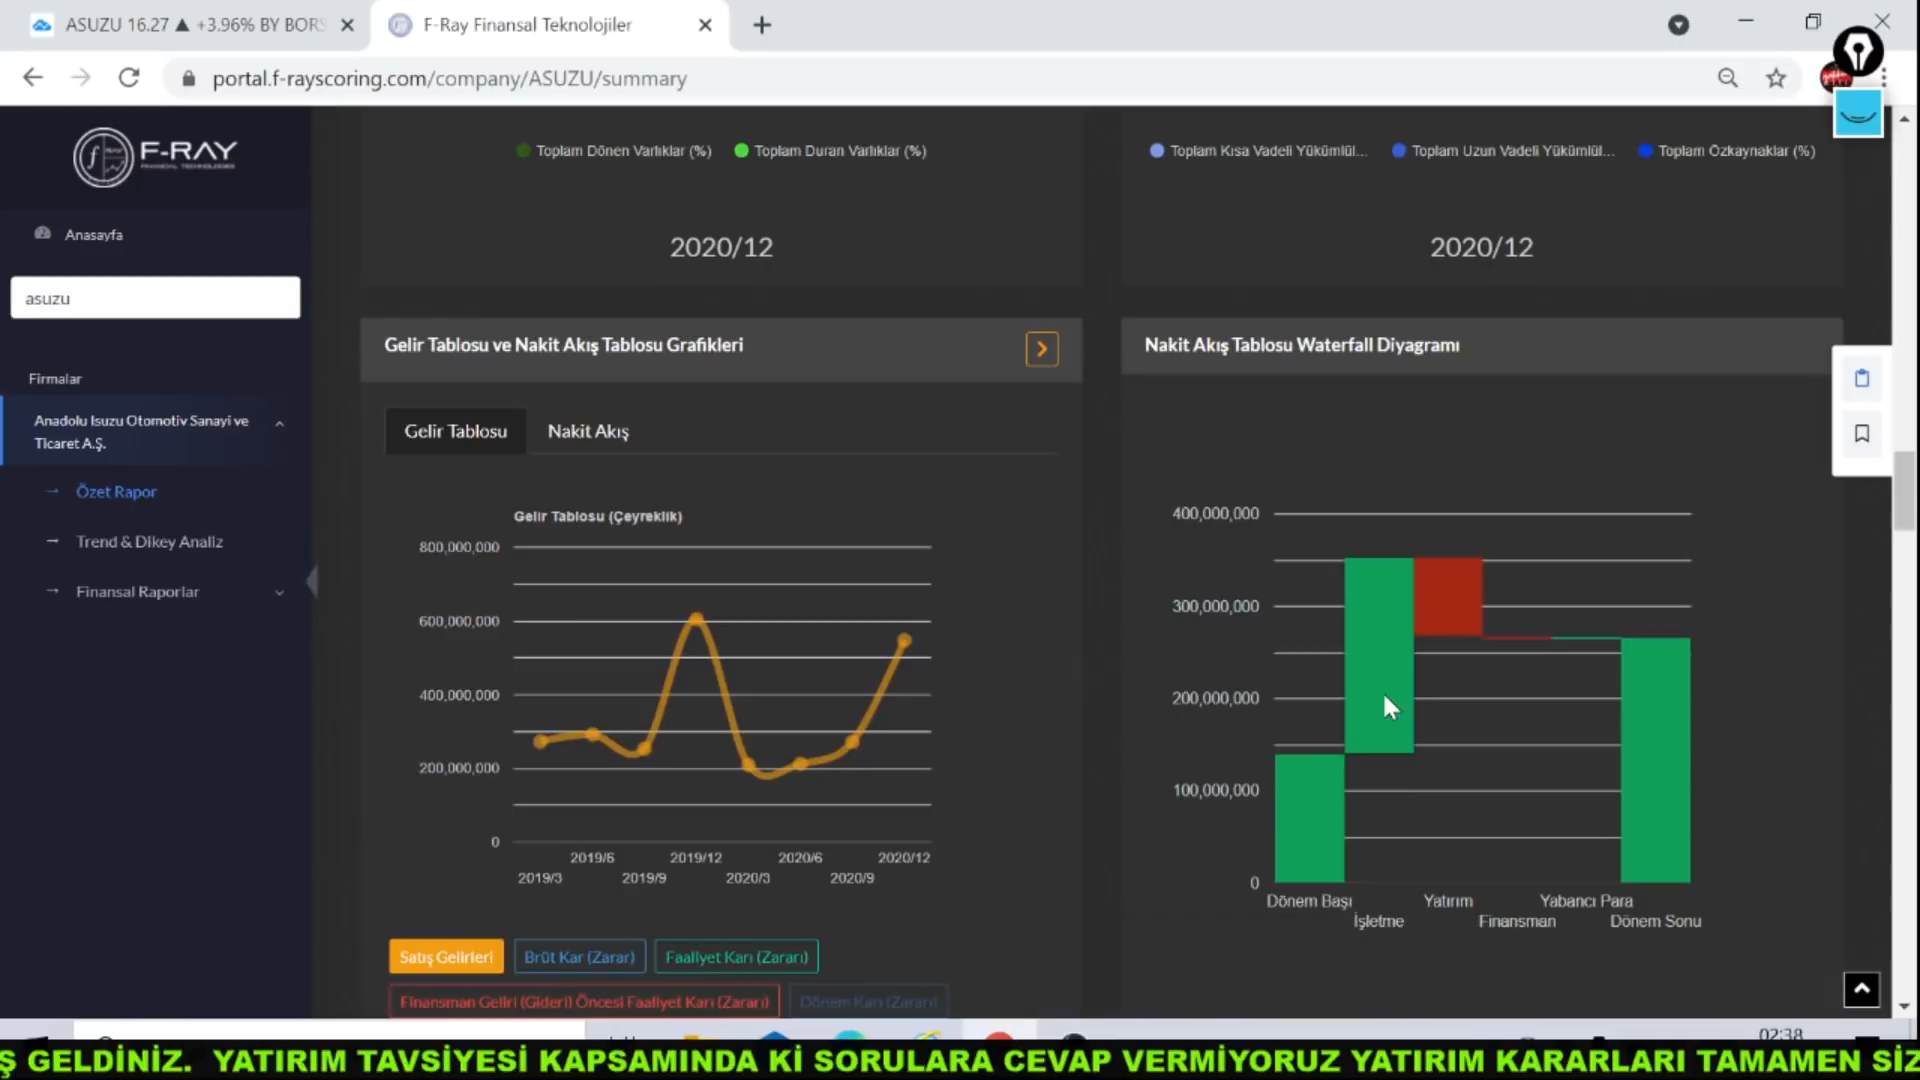 ASUZU 16.27 ▲ +3.96% BY BORS
F-Ray Finansal Teknolojiler
portal.f-rayscoring.com/company/ASUZU/summary
F-RAY
FINANCIAL TECHNOLOGIES
Anasayfa
asuzu
Firmalar
Anadolu Isuzu Otomotiv Sanayi ve
Ticaret A.Ş.
Özet Rapor
Trend & Dikey Analiz
Finansal Raporlar
Toplam Dönen Varlıklar (%)
Toplam Duran Varlıklar (%)
2020/12
Toplam Kısa Vadeli Yükümlül...
Toplam Uzun Vadeli Yükümlül...
Toplam Özkaynaklar (%)
2020/12
Gelir Tablosu ve Nakit Akış Tablosu Grafikleri
Gelir Tablosu
Nakit Akış
Gelir Tablosu (Çeyreklik)
800,000,000
600,000,000
400,000,000
200,000,000
0
2019/6 2019/12 2020/6 2020/12
2019/3 2019/9 2020/3 2020/9
Satış Gelirleri
Brüt Kar (Zarar)
Faaliyet Karı (Zararı)
Finansman Geliri (Gideri) Öncesi Faaliyet Karı (Zararı)
Dönem Karı (Zararı)
Nakit Akış Tablosu Waterfall Diyagramı
400,000,000
300,000,000
200,000,000
100,000,000
0
Dönem Başı Yatırım Yabancı Para
İşletme Finansman Dönem Sonu
02:38
Ş GELDİNİZ. YATIRIM TAVSİYESİ KAPSAMINDA Kİ SORULARA CEVAP VERMİYORUZ YATIRIM KARARLARI TAMAMEN SİZ